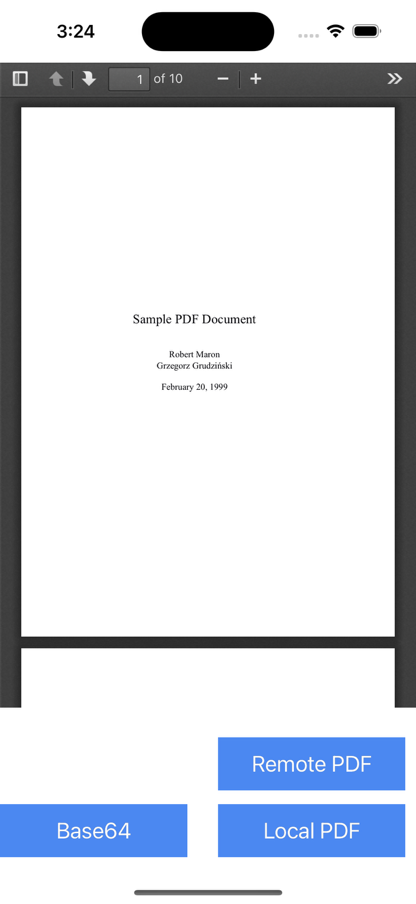 3:24
1 of 10
Sample PDF Document
Robert Maron
Grzegorz Grudziński
February 20, 1999
Remote PDF
Base64
Local PDF